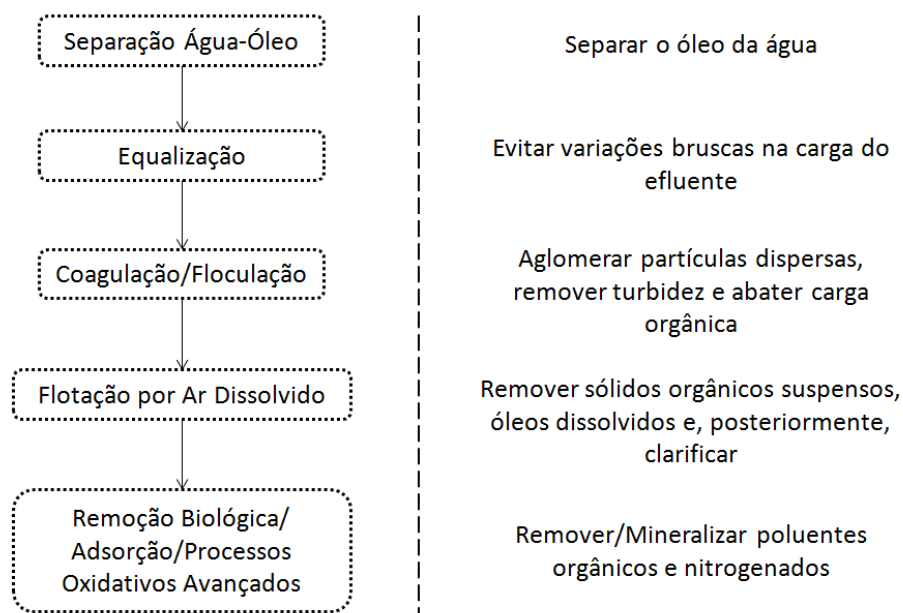 Separação Água-Óleo
Separar o óleo da água
Equalização
Evitar variações bruscas na carga do
efluente
Coagulação/Floculação
Aglomerar partículas dispersas,
remover turbidez e abater carga
orgânica
Flotação por Ar Dissolvido
Remover sólidos orgânicos suspensos,
óleos dissolvidos e, posteriormente,
clarificar
Remoção Biológica/
Adsorção/Processos
Oxidativos Avançados
Remover/Mineralizar poluentes
orgânicos e nitrogenados